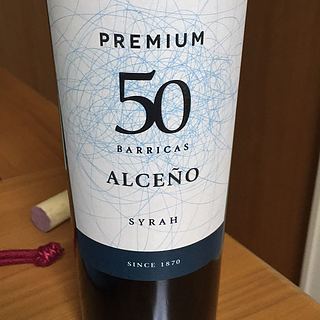 PREMIUM
50
BARRICAS
ALCEÑO
SYRAH
SINCE 1870